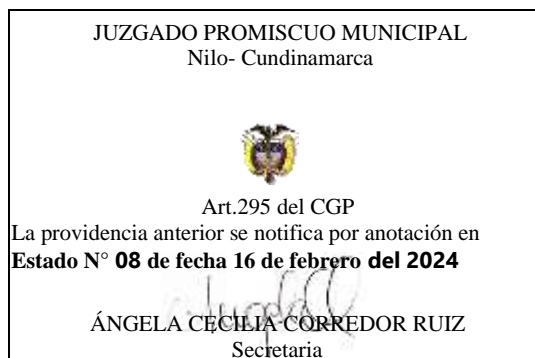 JUZGADO PROMISCUO MUNICIPAL
Nilo- Cundinamarca
Art.295 del CGP
La providencia anterior se notifica por anotación en
Estado N° 08 de fecha 16 de febrero del 2024
ÁNGELA CECILIA CORREDOR RUIZ
Secretaria